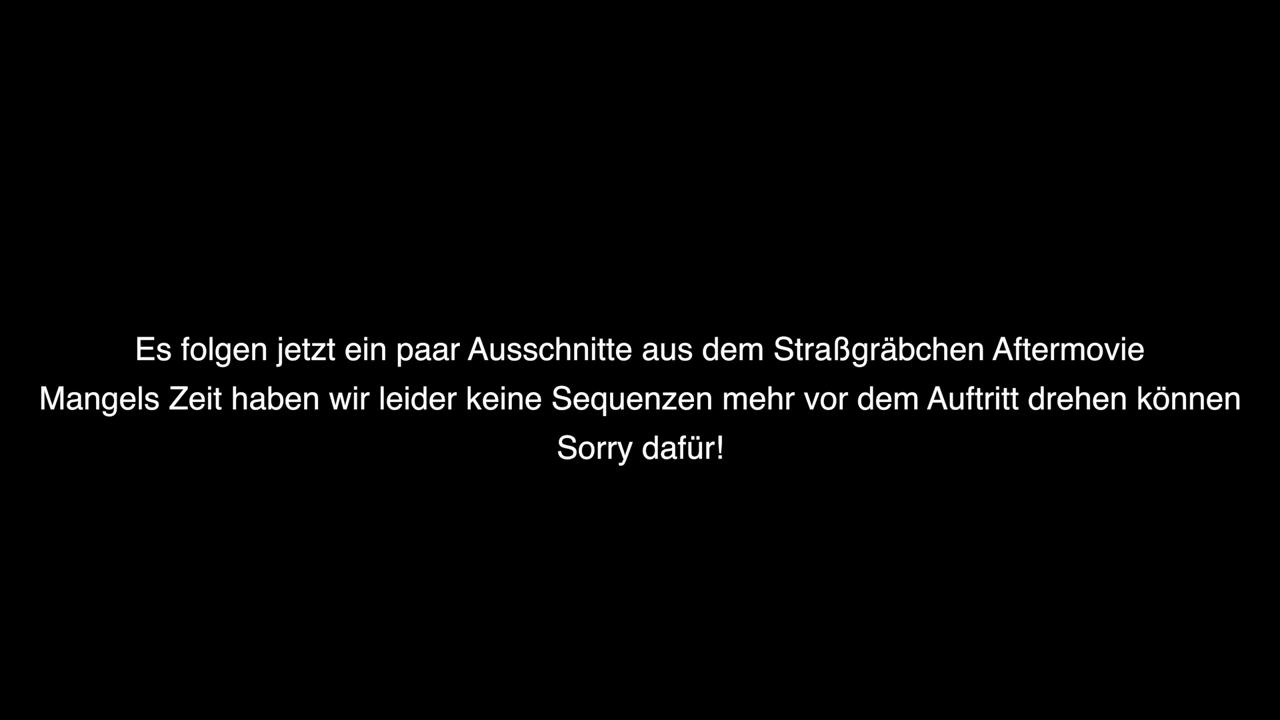 Es folgen jetzt ein paar Ausschnitte aus dem Straßgräbchen Aftermovie
Mangels Zeit haben wir leider keine Sequenzen mehr vor dem Auftritt drehen können
Sorry dafür!